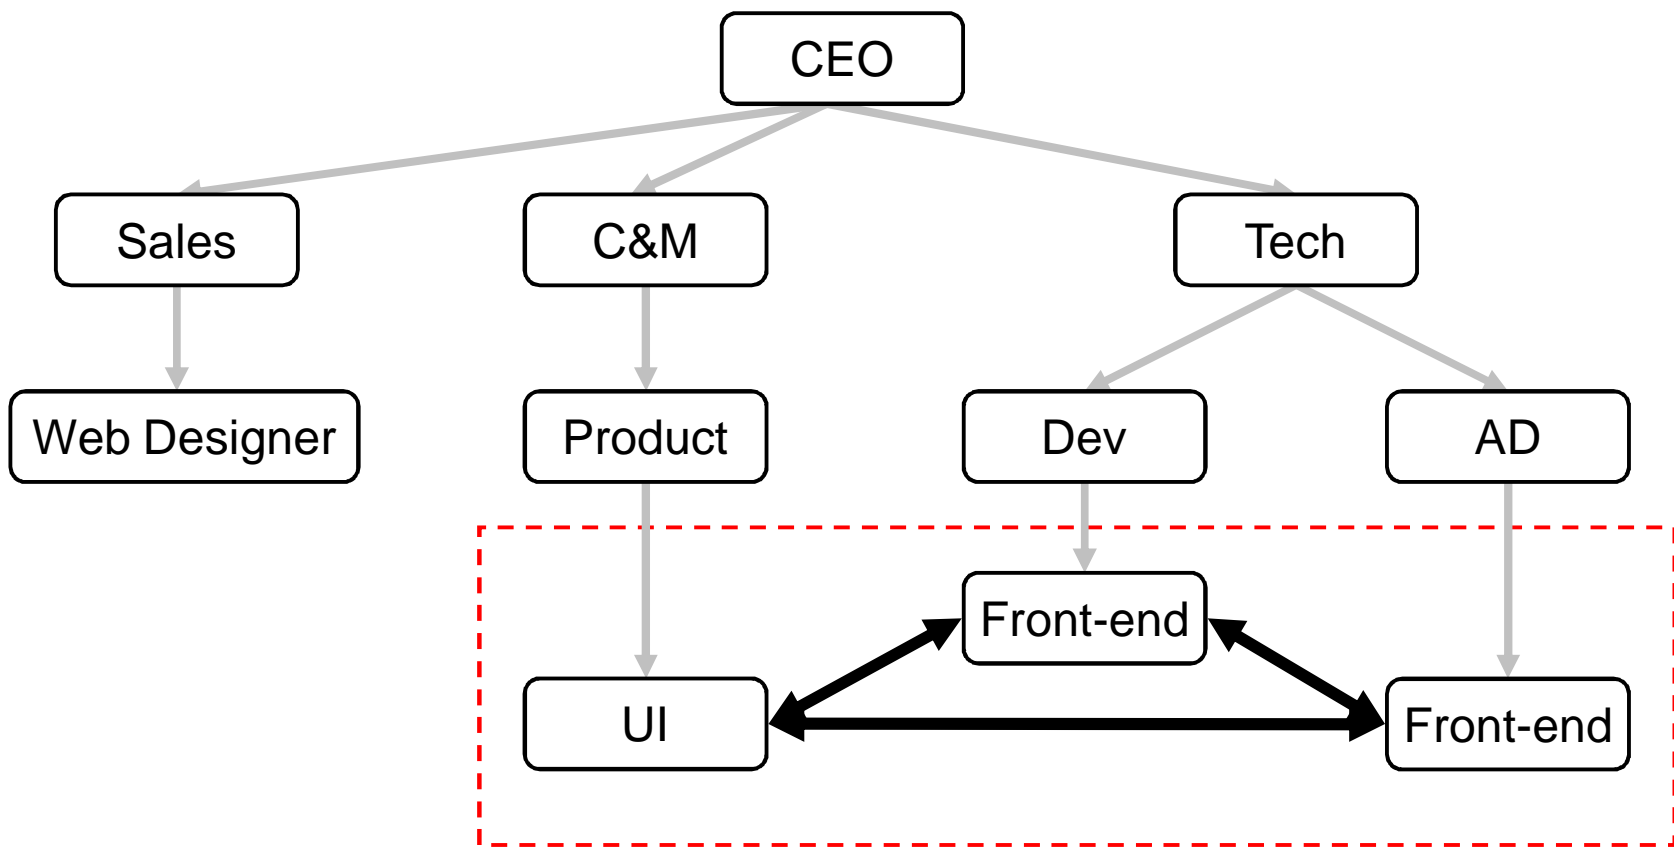 CEO
Sales
C&M
Tech
Web Designer
Product
Dev
AD
Front-end
UI
Front-end